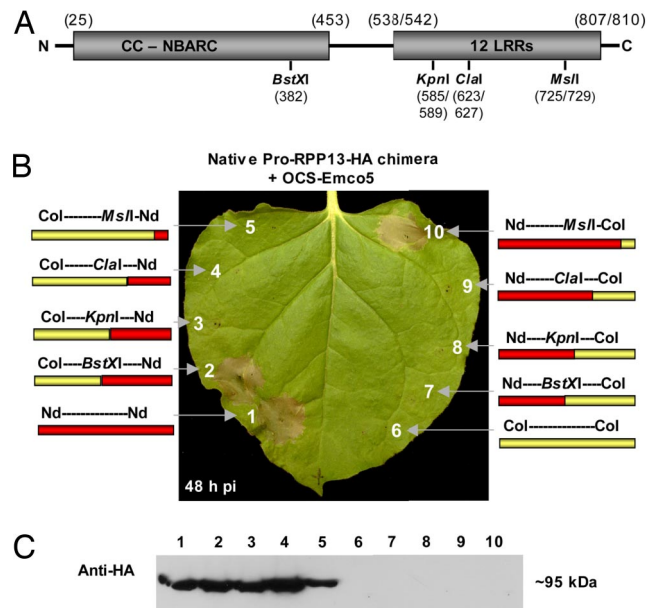 A
(25)
(453)
(538/542)
(807/810)
N
CC – NBARC
12 LRRs
C
BstXI
(382)
KpnI
(585/
589)
ClaI
(623/
627)
MslI
(725/729)
B
Native Pro-RPP13-HA chimera
+ OCS-Emco5
Col--------MslI-Nd
Col------ClaI---Nd
Col----KpnI---Nd
Col---BstXI----Nd
Nd--------------Nd
5
4
3
2
1
10
9
8
7
6
48 h pi
Nd--------MslI-Col
Nd------ClaI---Col
Nd----KpnI---Col
Nd---BstXI----Col
Col--------------Col
C
1 2 3 4 5 6 7 8 9 10
Anti-HA
~95 kDa